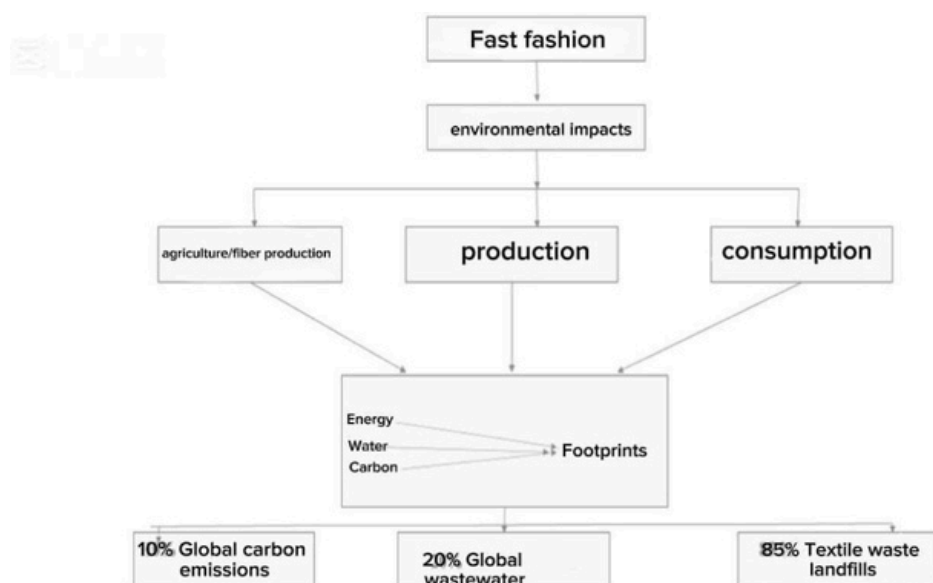 Fast fashion
environmental impacts
agriculture/fiber production
production
consumption
Energy
Water
Carbon
Footprints
10% Global carbon
emissions
20% Global
wastewater
85% Textile waste
landfills